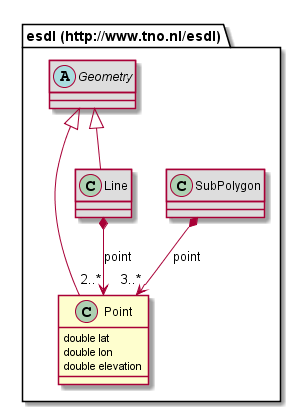 esdl (http://www.tno.nl/esdl)
A Geometry
C Line
C SubPolygon
point
point
2..*
3..*
C Point
double lat
double lon
double elevation